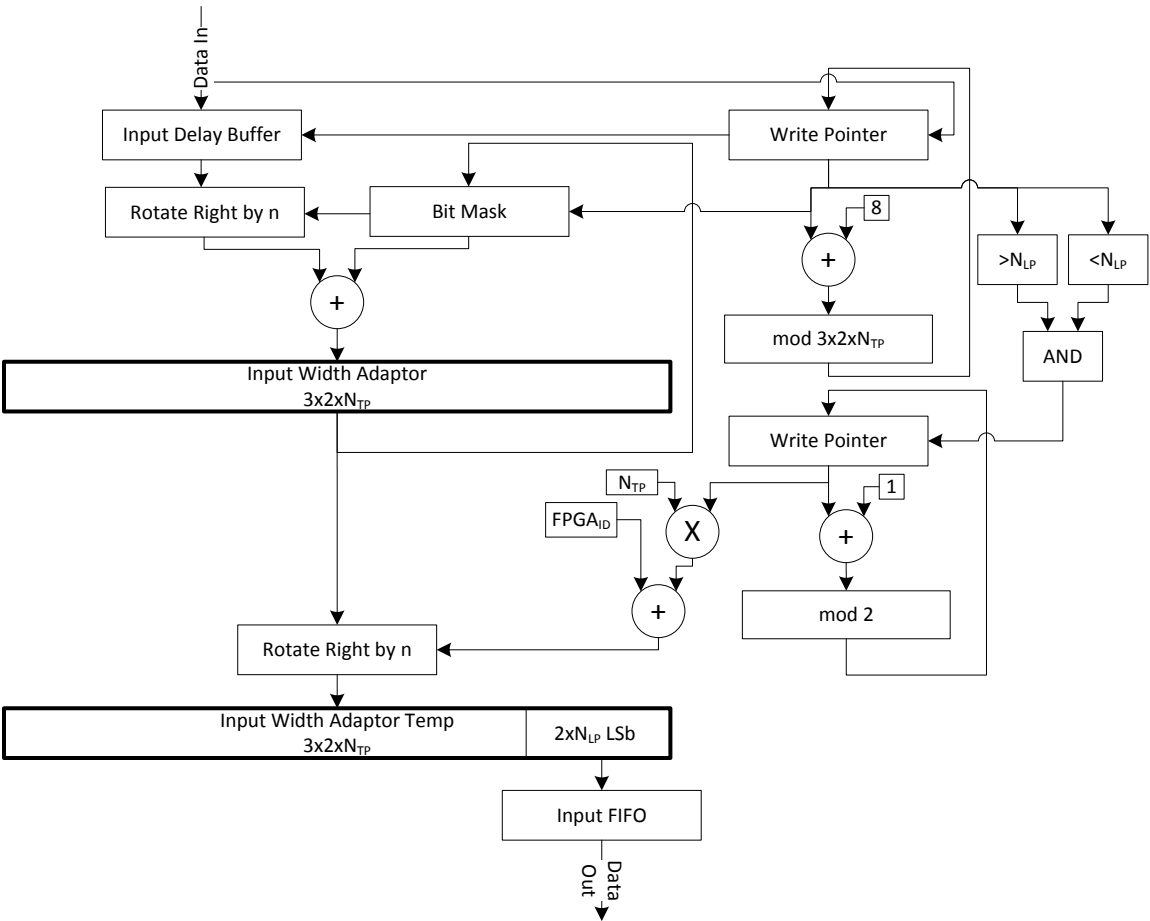 Data In
Input Delay Buffer
Write Pointer
Rotate Right by n
Bit Mask
8
+
>N_LP
<N_LP
+
mod 3x2xN_TP
AND
Input Width Adaptor
3x2xN_TP
Write Pointer
N_TP
1
FPGA_ID
X
+
+
mod 2
Rotate Right by n
Input Width Adaptor Temp
3x2xN_TP
2xN_LP LSb
Input FIFO
Data
Out